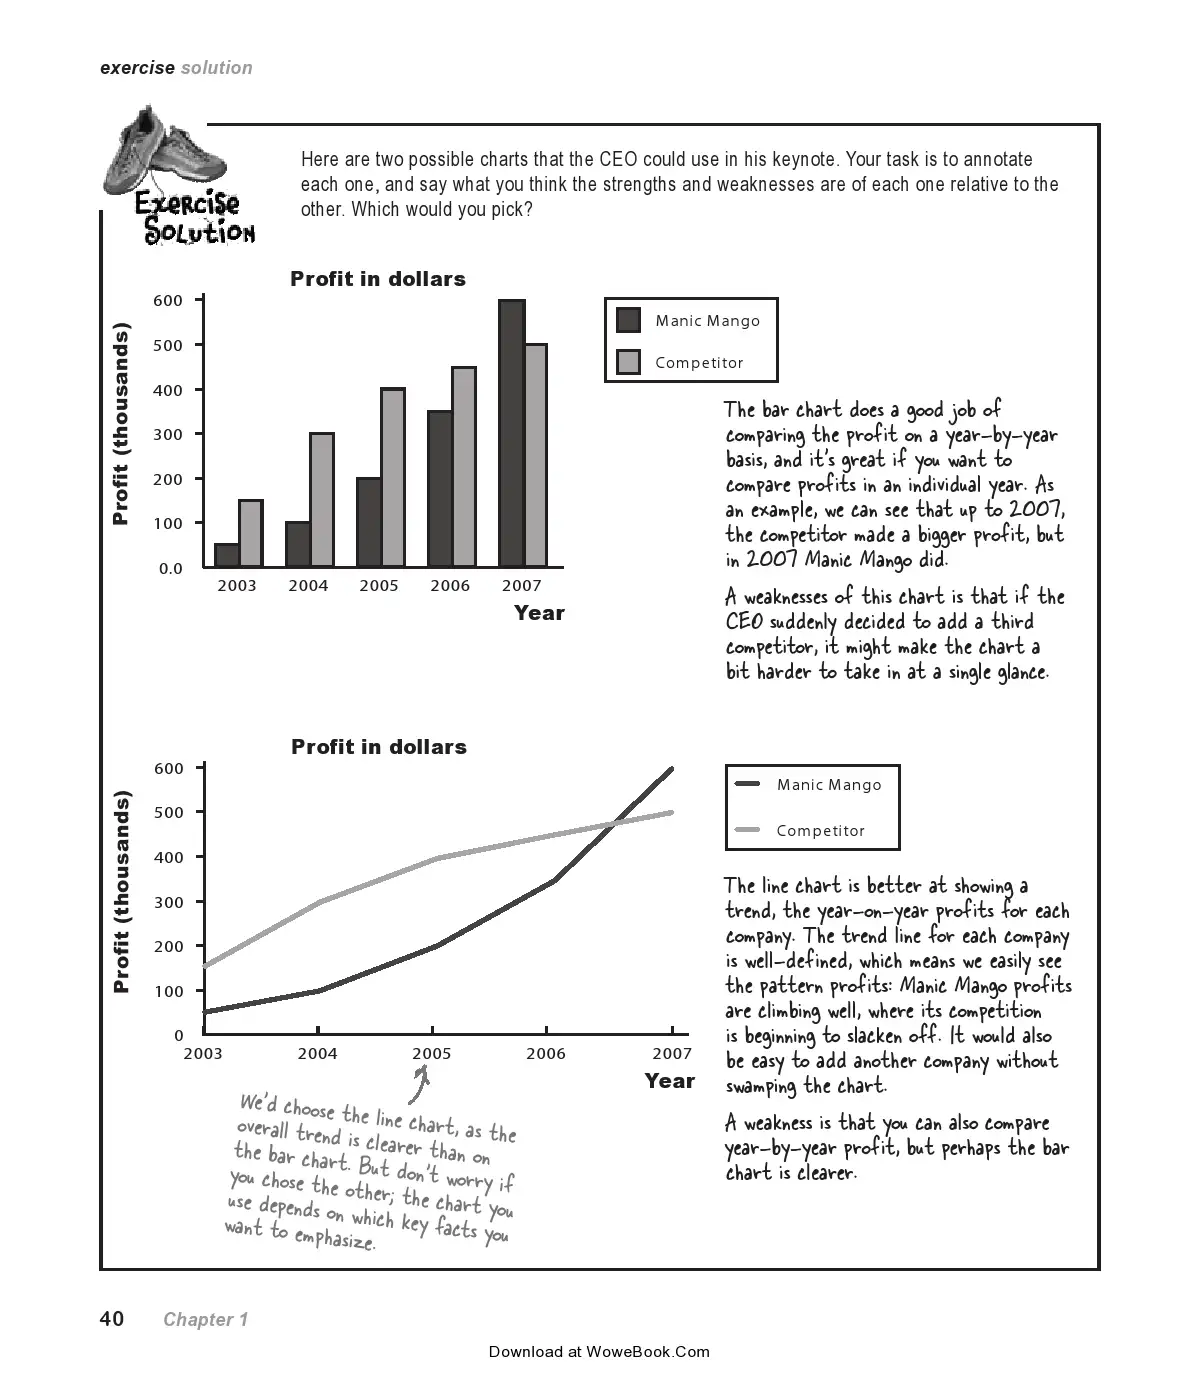 exercise solution
Exercise
Solution
Here are two possible charts that the CEO could use in his keynote. Your task is to annotate
each one, and say what you think the strengths and weaknesses are of each one relative to the
other. Which would you pick?
Profit in dollars
Profit (thousands)
600
500
400
300
200
100
0.0
2003 2004 2005 2006 2007
Year
Manic Mango
Competitor
The bar chart does a good job of
comparing the profit on a year-by-year
basis, and it's great if you want to
compare profits in an individual year. As
an example, we can see that up to 2007,
the competitor made a bigger profit, but
in 2007 Manic Mango did.
A weaknesses of this chart is that if the
CEO suddenly decided to add a third
competitor, it might make the chart a
bit harder to take in at a single glance.
Profit in dollars
Profit (thousands)
600
500
400
300
200
100
0
2003 2004 2005 2006 2007
Year
Manic Mango
Competitor
The line chart is better at showing a
trend, the year-on-year profits for each
company. The trend line for each company
is well-defined, which means we easily see
the pattern profits: Manic Mango profits
are climbing well, where its competition
is beginning to slacken off. It would also
be easy to add another company without
swamping the chart.
A weakness is that you can also compare
year-by-year profit, but perhaps the bar
chart is clearer.
We'd choose the line chart, as the
overall trend is clearer than on
the bar chart. But don't worry if
you chose the other; the chart you
use depends on which key facts you
want to emphasize.
40 Chapter 1
Download at WoweBook.Com